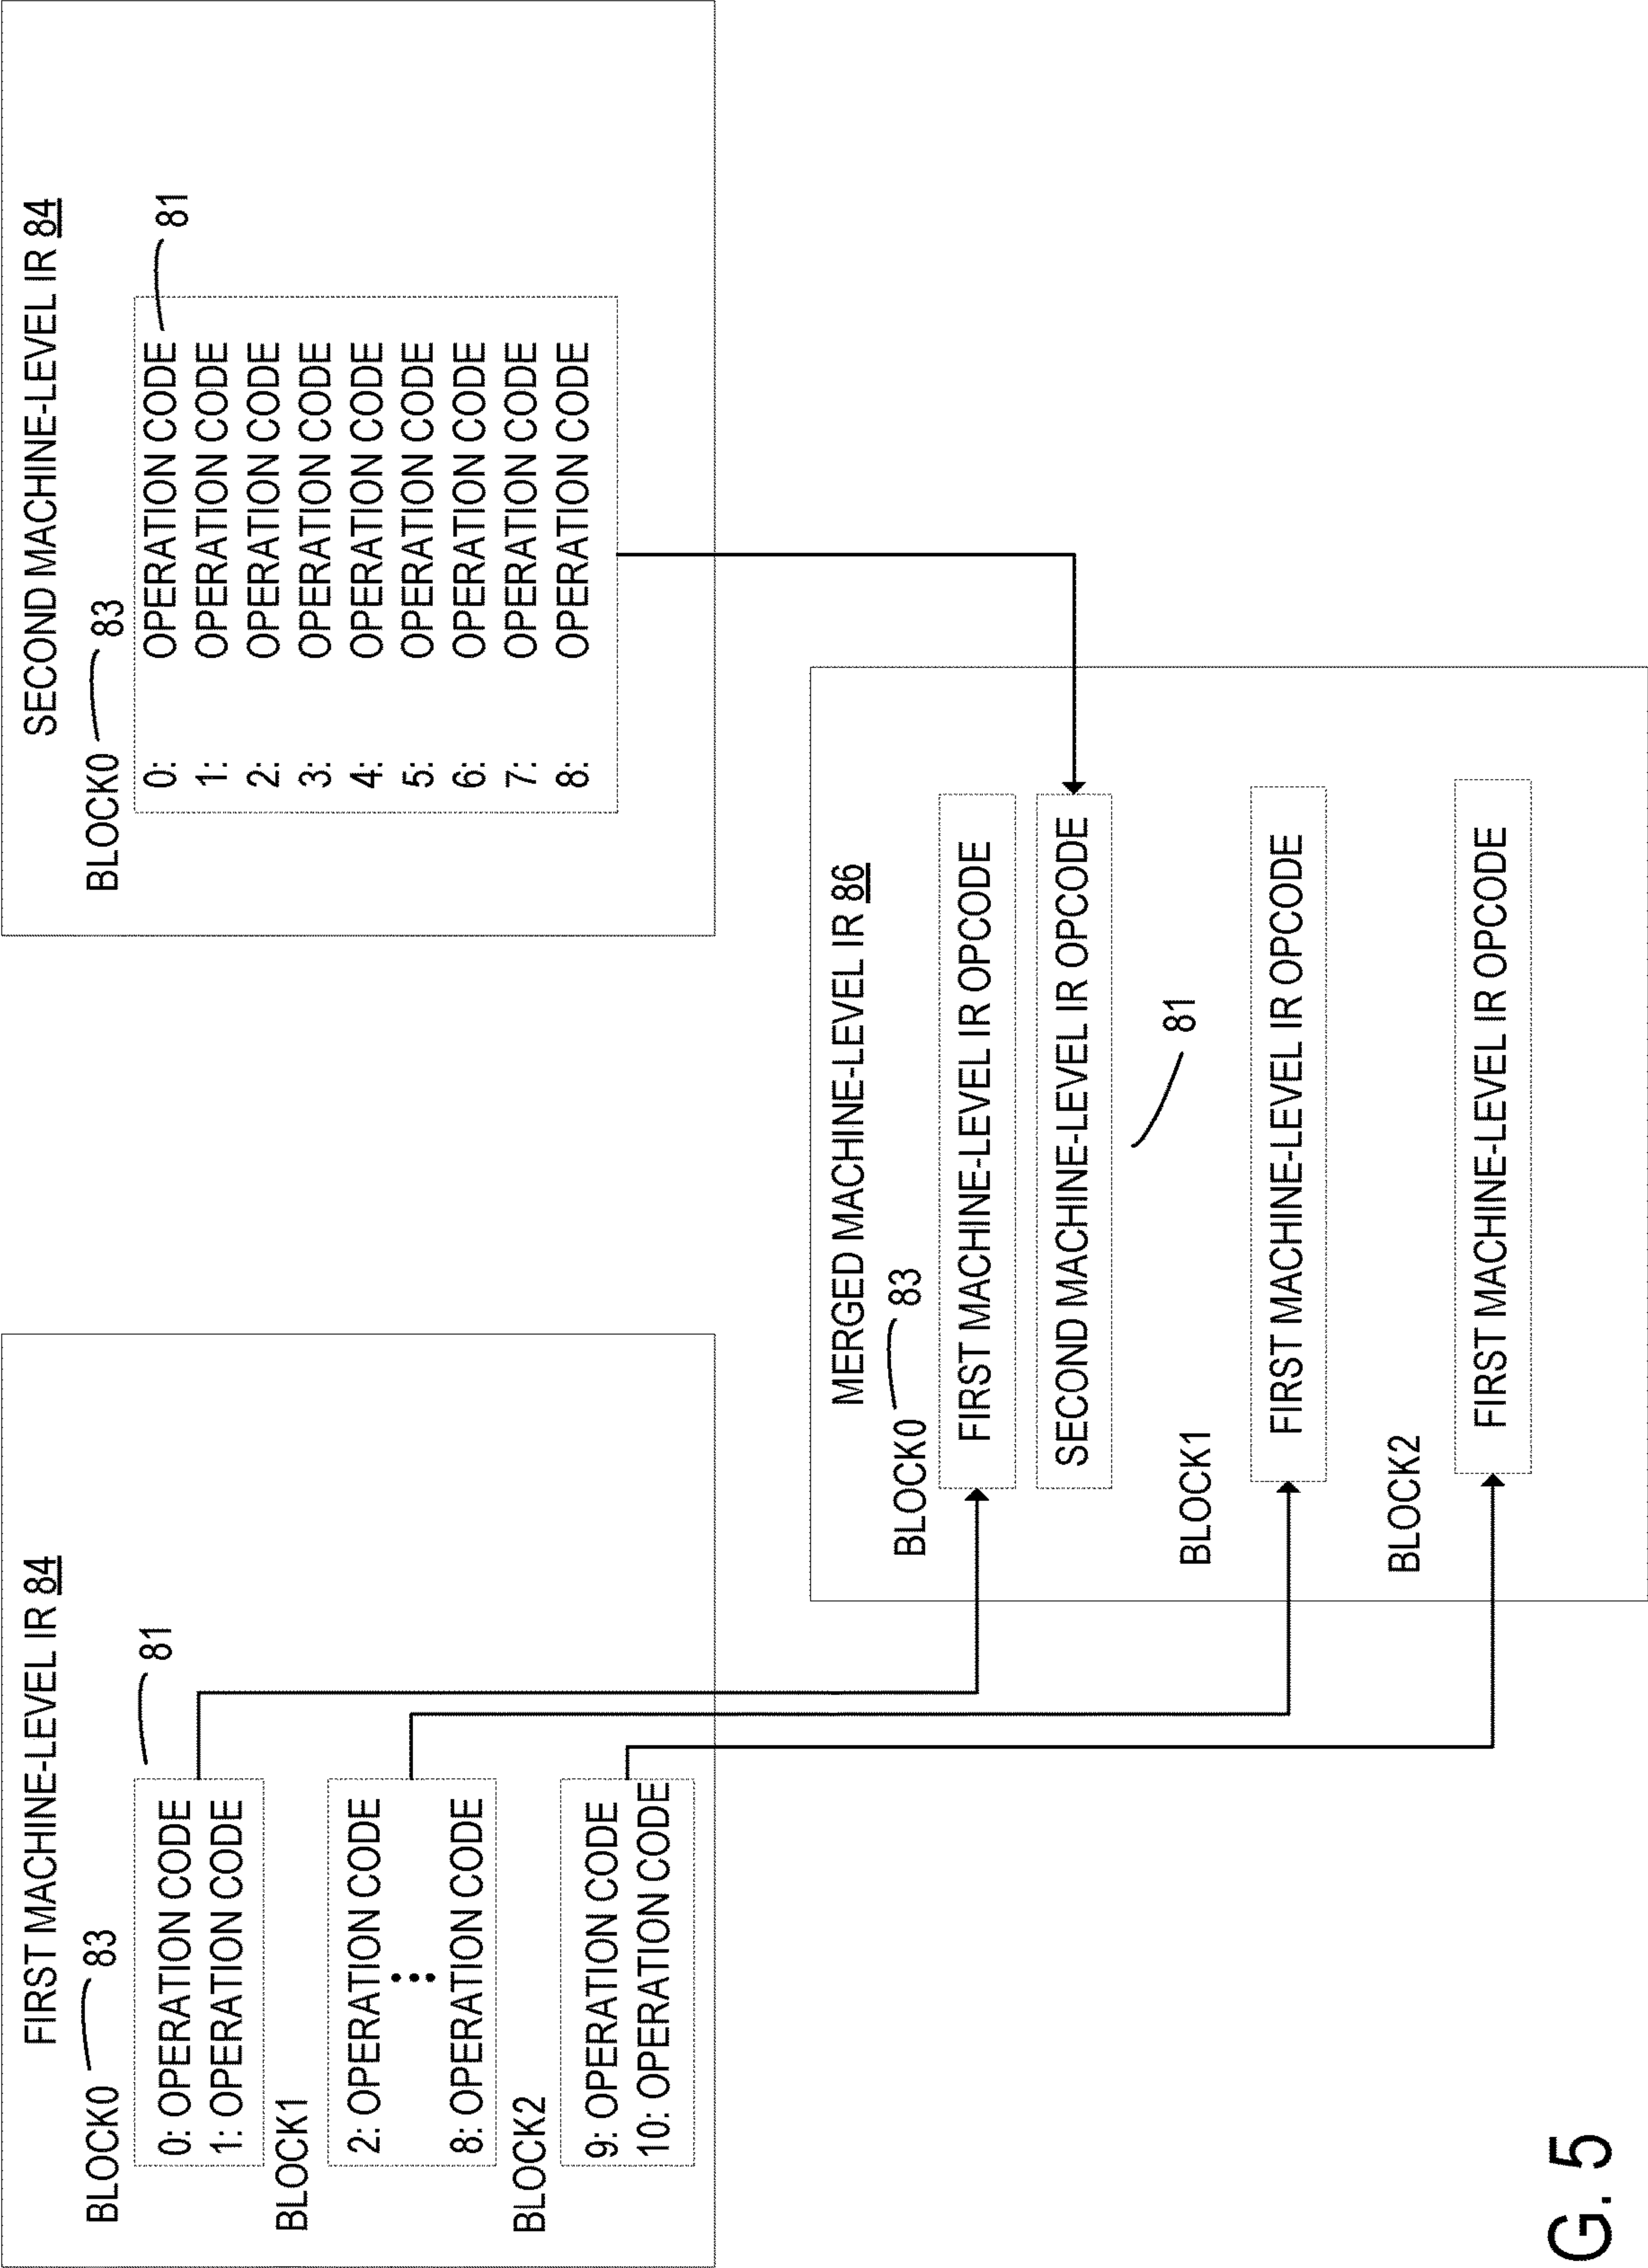 FIRST MACHINE-LEVEL IR 84
BLOCK0
83
81
0: OPERATION CODE
1: OPERATION CODE
BLOCK1
2: OPERATION CODE
8: OPERATION CODE
BLOCK2
9: OPERATION CODE
10: OPERATION CODE
SECOND MACHINE-LEVEL IR 84
BLOCK0
83
81
0: OPERATION CODE
1: OPERATION CODE
2: OPERATION CODE
3: OPERATION CODE
4: OPERATION CODE
5: OPERATION CODE
6: OPERATION CODE
7: OPERATION CODE
8: OPERATION CODE
MERGED MACHINE-LEVEL IR 86
BLOCK0
83
FIRST MACHINE-LEVEL IR OPCODE
SECOND MACHINE-LEVEL IR OPCODE
81
BLOCK1
FIRST MACHINE-LEVEL IR OPCODE
BLOCK2
FIRST MACHINE-LEVEL IR OPCODE
G. 5